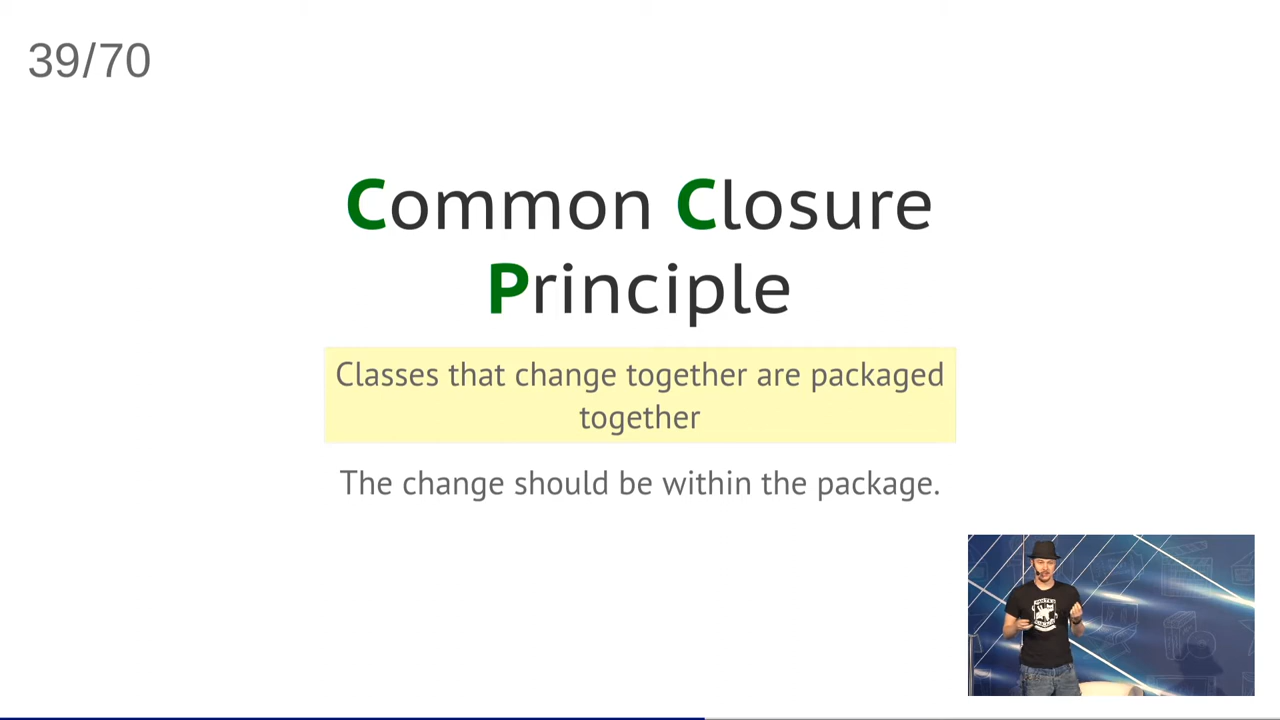 39/70
Common Closure
Principle
Classes that change together are packaged
together
The change should be within the package.